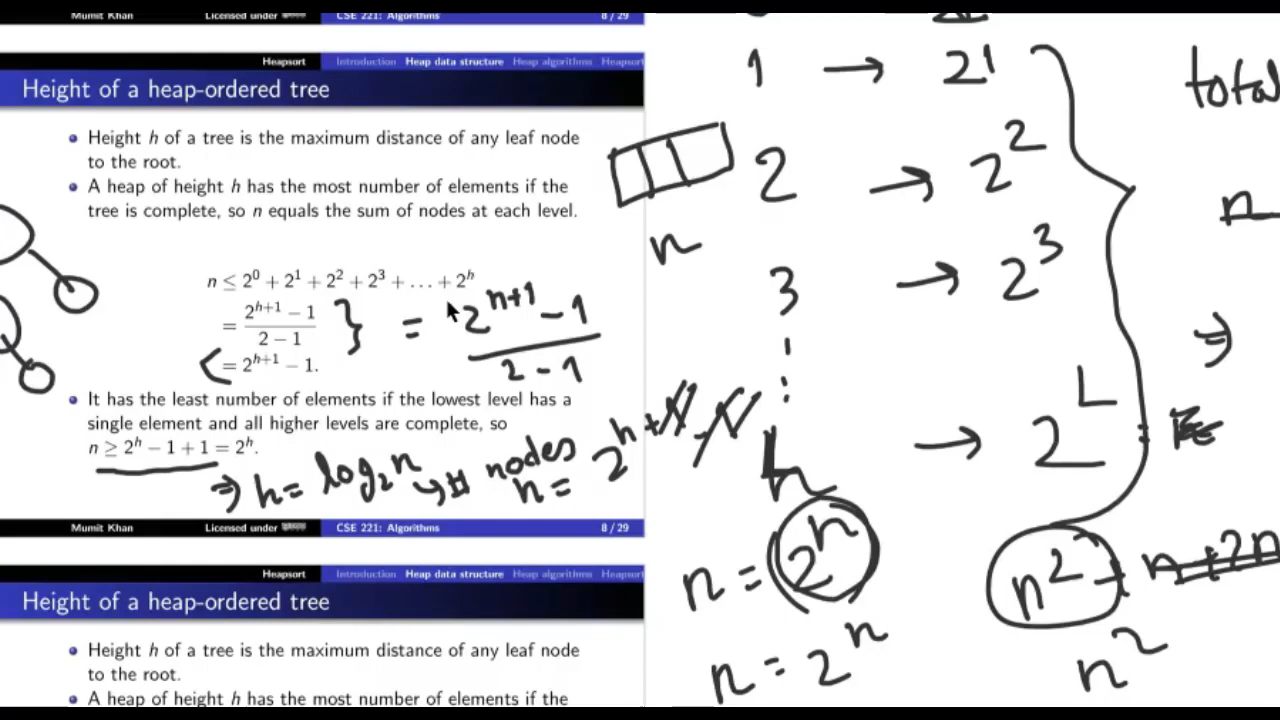 Mumit Khan Licensed under CSE 221: Algorithms 8 / 29
Heapsort Introduction Heap data structure Heap algorithms Heapsort
Height of a heap-ordered tree
Height h of a tree is the maximum distance of any leaf node
to the root.
A heap of height h has the most number of elements if the
tree is complete, so n equals the sum of nodes at each level.
n ≤ 2^0 + 2^1 + 2^2 + 2^3 + . . . + 2^h
= (2^{h+1} − 1) / (2 − 1) } = (2^{h+1} − 1) / (2 − 1)
= 2^{h+1} − 1.
It has the least number of elements if the lowest level has a
single element and all higher levels are complete, so
n ≥ 2^h − 1 + 1 = 2^h.
⇒ h = log₂n → # nodes
n = 2^h
Mumit Khan Licensed under CSE 221: Algorithms 8 / 29
Heapsort Introduction Heap data structure Heap algorithms Heapsort
Height of a heap-ordered tree
Height h of a tree is the maximum distance of any leaf node
to the root.
A heap of height h has the most number of elements if the
1 → 2^1
2 → 2^2
n
3 → 2^3
h → 2^L
n = 2^h
n = 2^h
total
n
⇒
n^2 + n+2n
n^2